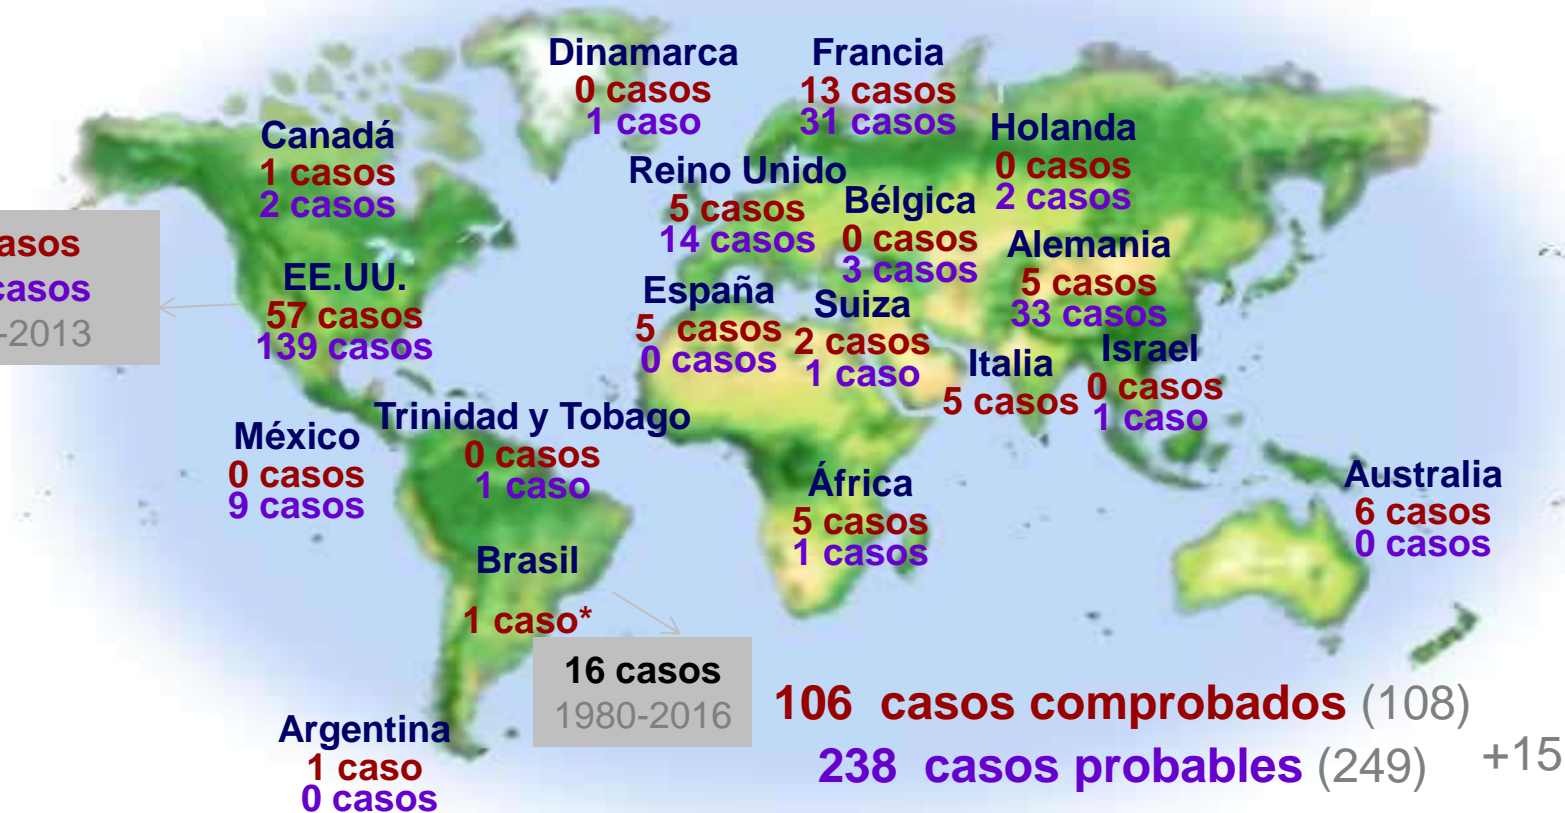 Dinamarca
0 casos
1 caso
Francia
13 casos
31 casos
Canadá
1 casos
2 casos
Holanda
0 casos
2 casos
Reino Unido
5 casos
14 casos
Bélgica
0 casos
3 casos
Alemania
5 casos
33 casos
asos
casos
-2013
EE.UU.
57 casos
139 casos
España
5 casos
0 casos
Suiza
2 casos
1 caso
Italia
5 casos
Israel
0 casos
1 caso
México
0 casos
9 casos
Trinidad y Tobago
0 casos
1 caso
África
5 casos
1 casos
Australia
6 casos
0 casos
Brasil
1 caso*
16 casos
1980-2016
Argentina
1 caso
0 casos
106 casos comprobados (108)
238 casos probables (249) +15